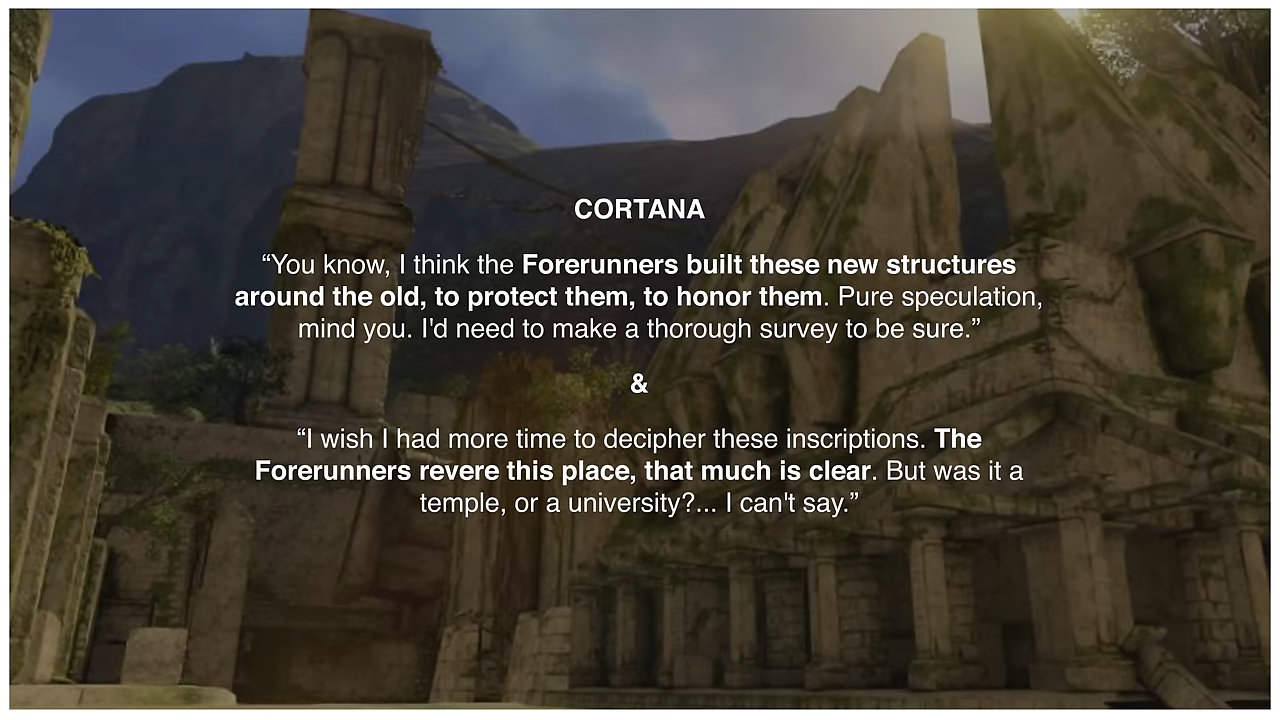 CORTANA
“You know, I think the Forerunners built these new structures
around the old, to protect them, to honor them. Pure speculation,
mind you. I'd need to make a thorough survey to be sure.”
&
“I wish I had more time to decipher these inscriptions. The
Forerunners revere this place, that much is clear. But was it a
temple, or a university?... I can't say.”